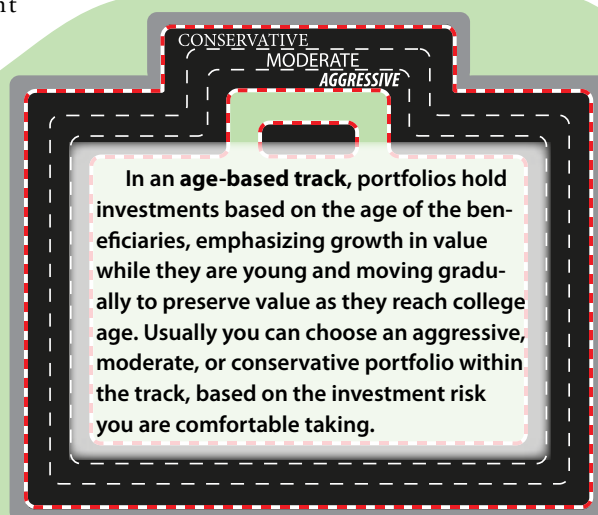 nt
CONSERVATIVE
MODERATE
AGGRESSIVE
In an age-based track, portfolios hold
investments based on the age of the ben-
eficiaries, emphasizing growth in value
while they are young and moving gradu-
ally to preserve value as they reach college
age. Usually you can choose an aggressive,
moderate, or conservative portfolio within
the track, based on the investment risk
you are comfortable taking.